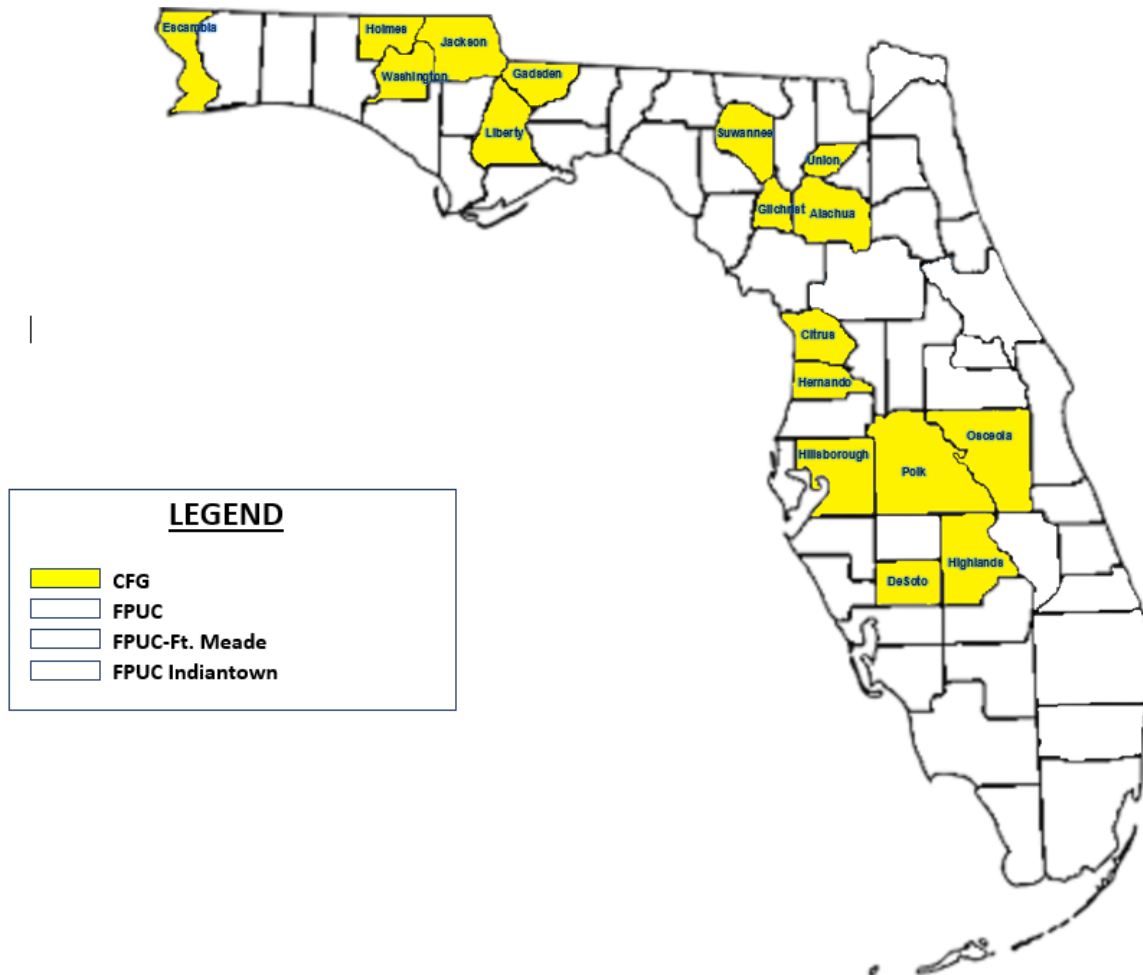 Escambia
Holmes
Jackson
Washington
Gadsden
Liberty
Suwannee
Union
Gilchrist
Alachua
Citrus
Hernando
Osceola
Hillsborough
Polk
Highlands
DeSoto
LEGEND
CFG
FPUC
FPUC-Ft. Meade
FPUC Indiantown